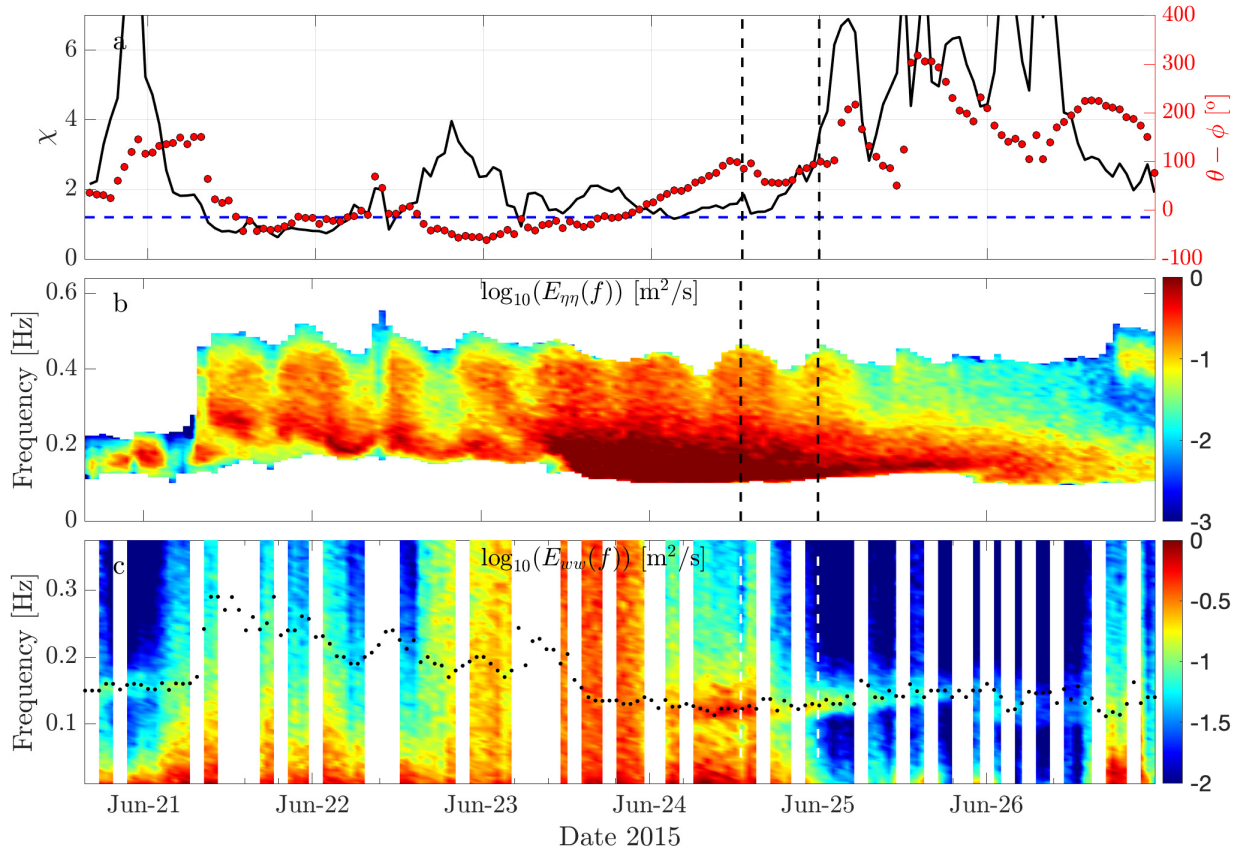 a
6
4
2
0
χ
400
300
200
100
0
-100
θ − ϕ [°]
b
log₁₀(E_ηη(f)) [m²/s]
0.6
0.4
0.2
0
Frequency [Hz]
0
-1
-2
-3
c
log₁₀(E_ww(f)) [m²/s]
0.3
0.2
0.1
Frequency [Hz]
0
-0.5
-1
-1.5
-2
Jun-21 Jun-22 Jun-23 Jun-24 Jun-25 Jun-26
Date 2015